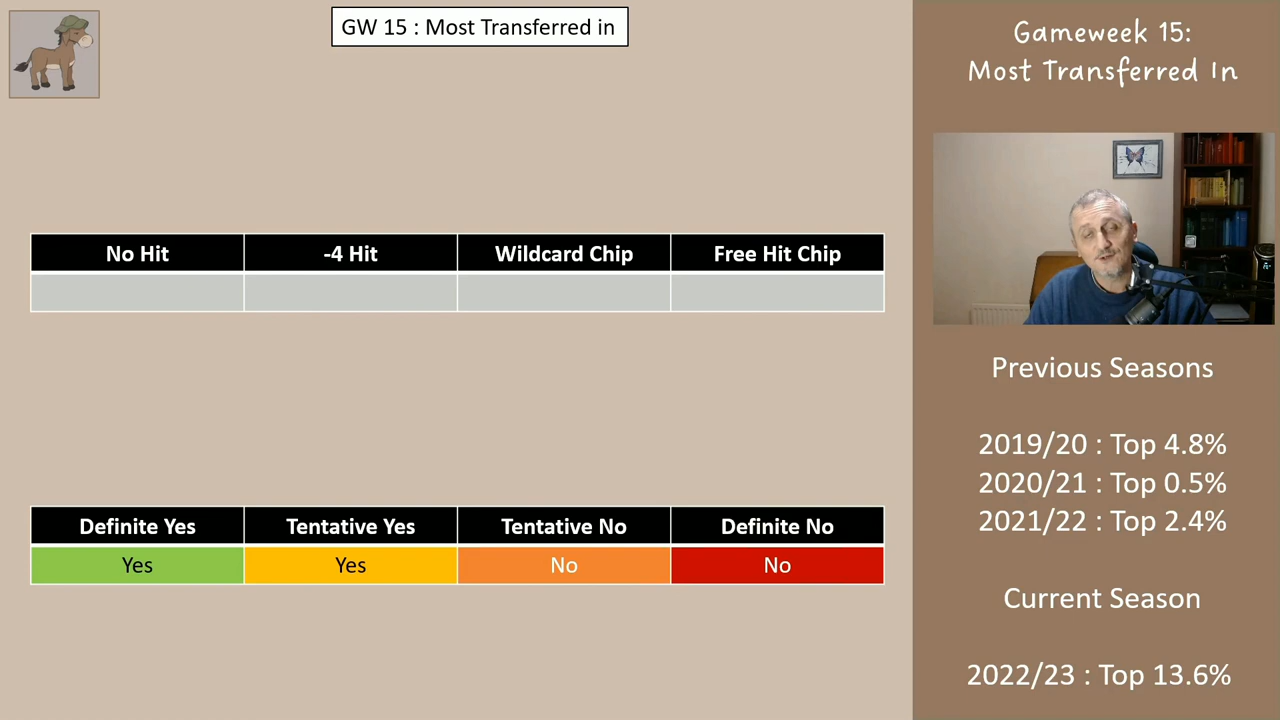 GW 15 : Most Transferred in
No Hit
-4 Hit
Wildcard Chip
Free Hit Chip
Definite Yes
Tentative Yes
Tentative No
Definite No
Yes
Yes
No
No
Gameweek 15:
Most Transferred In
Previous Seasons
2019/20 : Top 4.8%
2020/21 : Top 0.5%
2021/22 : Top 2.4%
Current Season
2022/23 : Top 13.6%